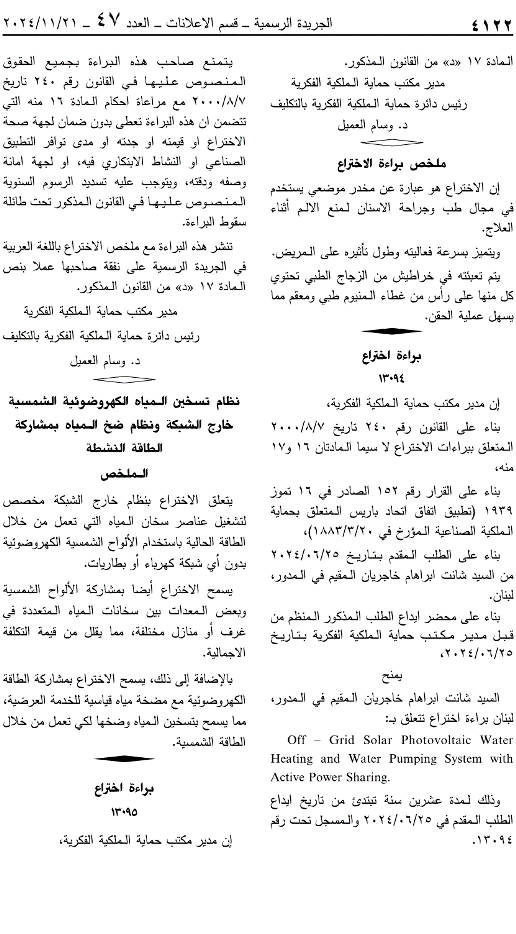 ٤١٢٢
الجريدة الرسمية – قسم الاعلانات – العدد ٤٧ – ٢٠٢٤/١١/٢١
المادة ١٧ «د» من القانون المذكور.
مدير مكتب حماية الملكية الفكرية
رئيس دائرة حماية الملكية الفكرية بالتكليف
د. وسام العميل
ملخص براءة الاختراع
إن الاختراع هو عبارة عن مخدر موضعي يستخدم
في مجال طب وجراحة الاسنان لمنع الالم أثناء
العلاج.
ويتميز بسرعة فعاليته وطول تأثيره على المريض.
يتم تعبئته في خراطيش من الزجاج الطبي تحتوي
كل منها على رأس من غطاء المنيوم طبي ومعقم مما
يسهل عملية الحقن.
براءة اختراع
١٣٠٩٤
إن مدير مكتب حماية الملكية الفكرية،
بناء على القانون رقم ٢٤٠ تاريخ ٢٠٠٠/٨/٧
المتعلق ببراءات الاختراع لا سيما المادتان ١٦ و١٧
منه،
بناء على القرار رقم ١٥٢ الصادر في ١٦ تموز
١٩٣٩ (تطبيق اتفاق اتحاد باريس المتعلق بحماية
الملكية الصناعية المؤرخ في ١٨٨٣/٣/٢٠)،
بناء على الطلب المقدم بتاريخ ٢٠٢٤/٠٦/٢٥
من السيد شانت ابراهام خاجريان المقيم في المدور،
لبنان.
بناء على محضر ايداع الطلب المذكور المنظم من
قبل مدير مكتب حماية الملكية الفكرية بتاريخ
٢٠٢٤/٠٦/٢٥،
يمنح
السيد شانت ابراهام خاجريان المقيم في المدور،
لبنان براءة اختراع تتعلق بـ:
Off – Grid Solar Photovoltaic Water
Heating and Water Pumping System with
Active Power Sharing.
وذلك لمدة عشرين سنة تبتدئ من تاريخ ايداع
الطلب المقدم في ٢٠٢٤/٠٦/٢٥ والمسجل تحت رقم
١٣٠٩٤.
يتمتع صاحب هذه البراءة بجميع الحقوق
المنصوص عليها في القانون رقم ٢٤٠ تاريخ
٢٠٠٠/٨/٧ مع مراعاة احكام المادة ١٦ منه التي
تتضمن ان هذه البراءة تعطى بدون ضمان لجهة صحة
الاختراع او قيمته او جدته او مدى توافر التطبيق
الصناعي او النشاط الابتكاري فيه، او لجهة امانة
وصفه ودقته، ويتوجب عليه تسديد الرسوم السنوية
المنصوص عليها في القانون المذكور تحت طائلة
سقوط البراءة.
تنشر هذه البراءة مع ملخص الاختراع باللغة العربية
في الجريدة الرسمية على نفقة صاحبها عملا بنص
المادة ١٧ «د» من القانون المذكور.
مدير مكتب حماية الملكية الفكرية
رئيس دائرة حماية الملكية الفكرية بالتكليف
د. وسام العميل
نظام تسخين المياه الكهروضوئية الشمسية
خارج الشبكة ونظام ضخ المياه بمشاركة
الطاقة النشطة
الملخص
يتعلق الاختراع بنظام خارج الشبكة مخصص
لتشغيل عناصر سخان المياه التي تعمل من خلال
الطاقة الحالية باستخدام الألواح الشمسية الكهروضوئية
بدون أي شبكة كهرباء أو بطاريات.
يسمح الاختراع أيضا بمشاركة الألواح الشمسية
وبعض المعدات بين سخانات المياه المتعددة في
غرف أو منازل مختلفة، مما يقلل من قيمة التكلفة
الاجمالية.
بالإضافة إلى ذلك، يسمح الاختراع بمشاركة الطاقة
الكهروضوئية مع مضخة مياه قياسية للخدمة العرضية،
مما يسمح بتسخين المياه وضخها لكي تعمل من خلال
الطاقة الشمسية.
براءة اختراع
١٣٠٩٥
إن مدير مكتب حماية الملكية الفكرية،